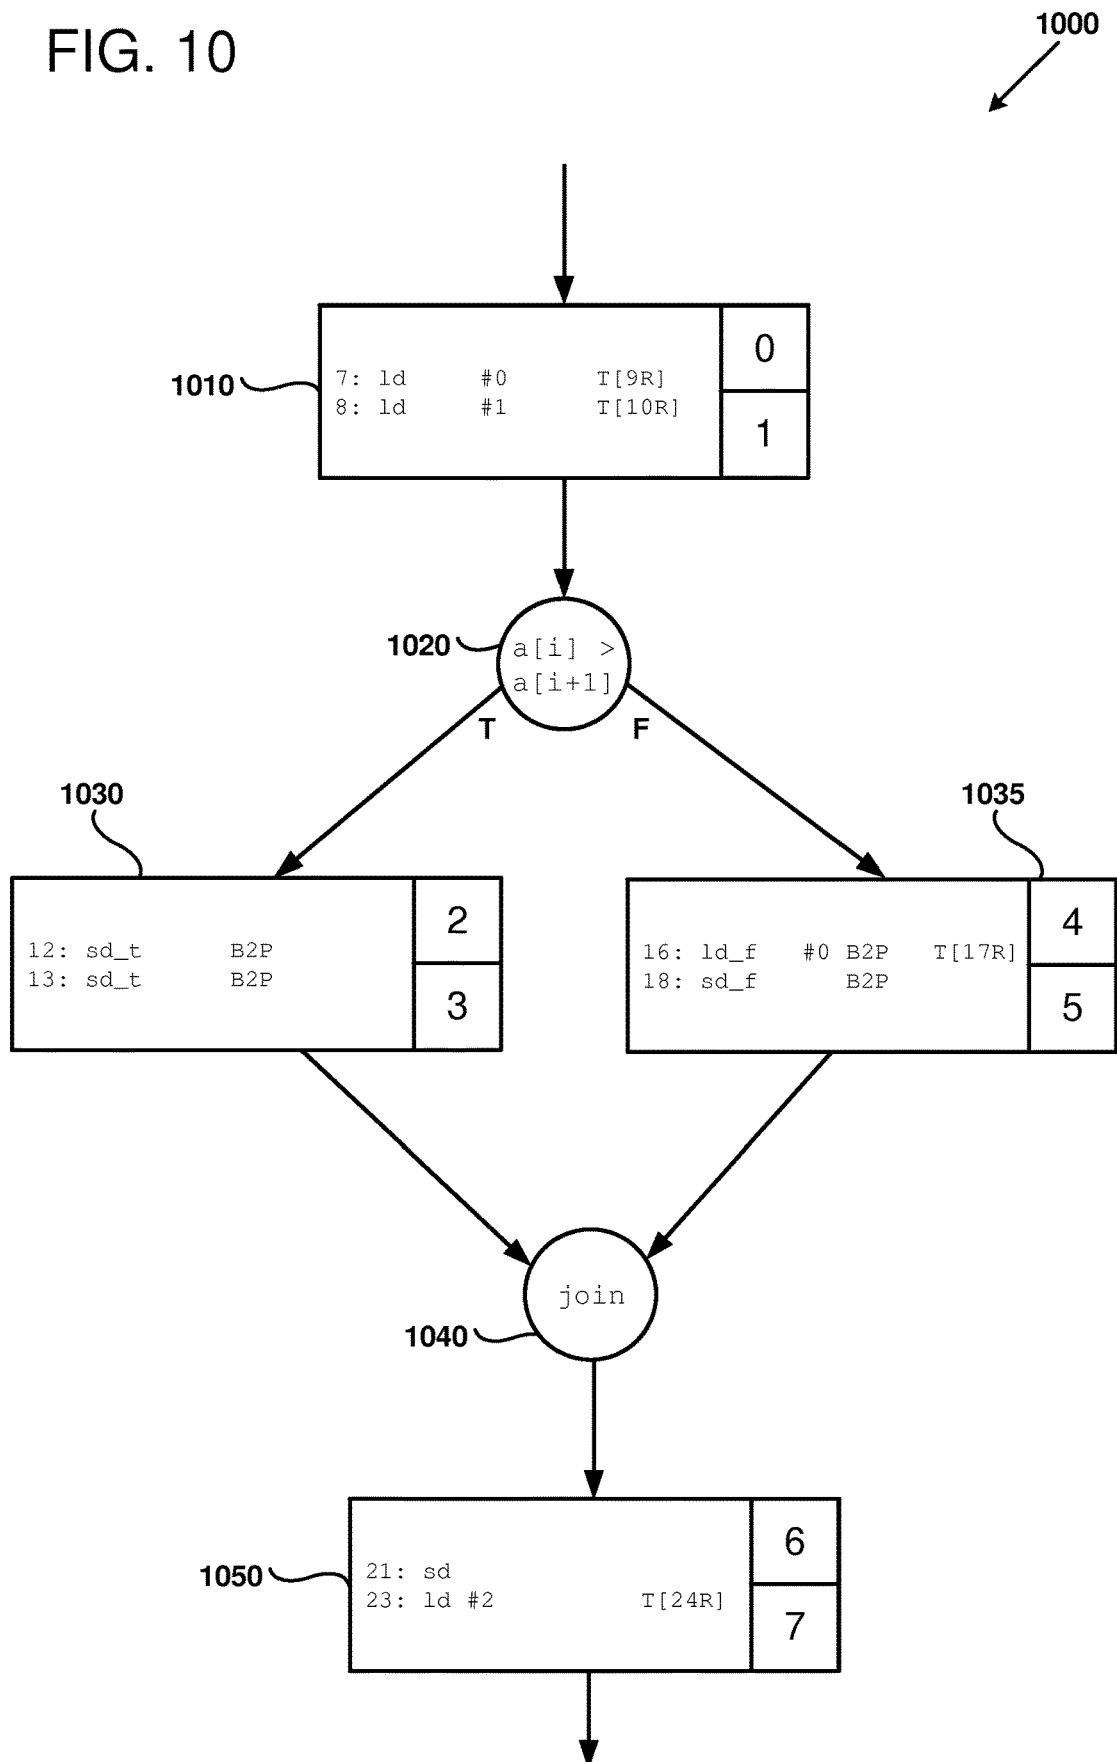 FIG. 10
1000
1010
7: ld #0 T[9R]
8: ld #1 T[10R]
0
1
1020
a[i] >
a[i+1]
T
F
1030
1035
12: sd_t B2P
13: sd_t B2P
2
3
16: ld_f #0 B2P T[17R]
18: sd_f B2P
4
5
join
1040
1050
21: sd
23: ld #2 T[24R]
6
7